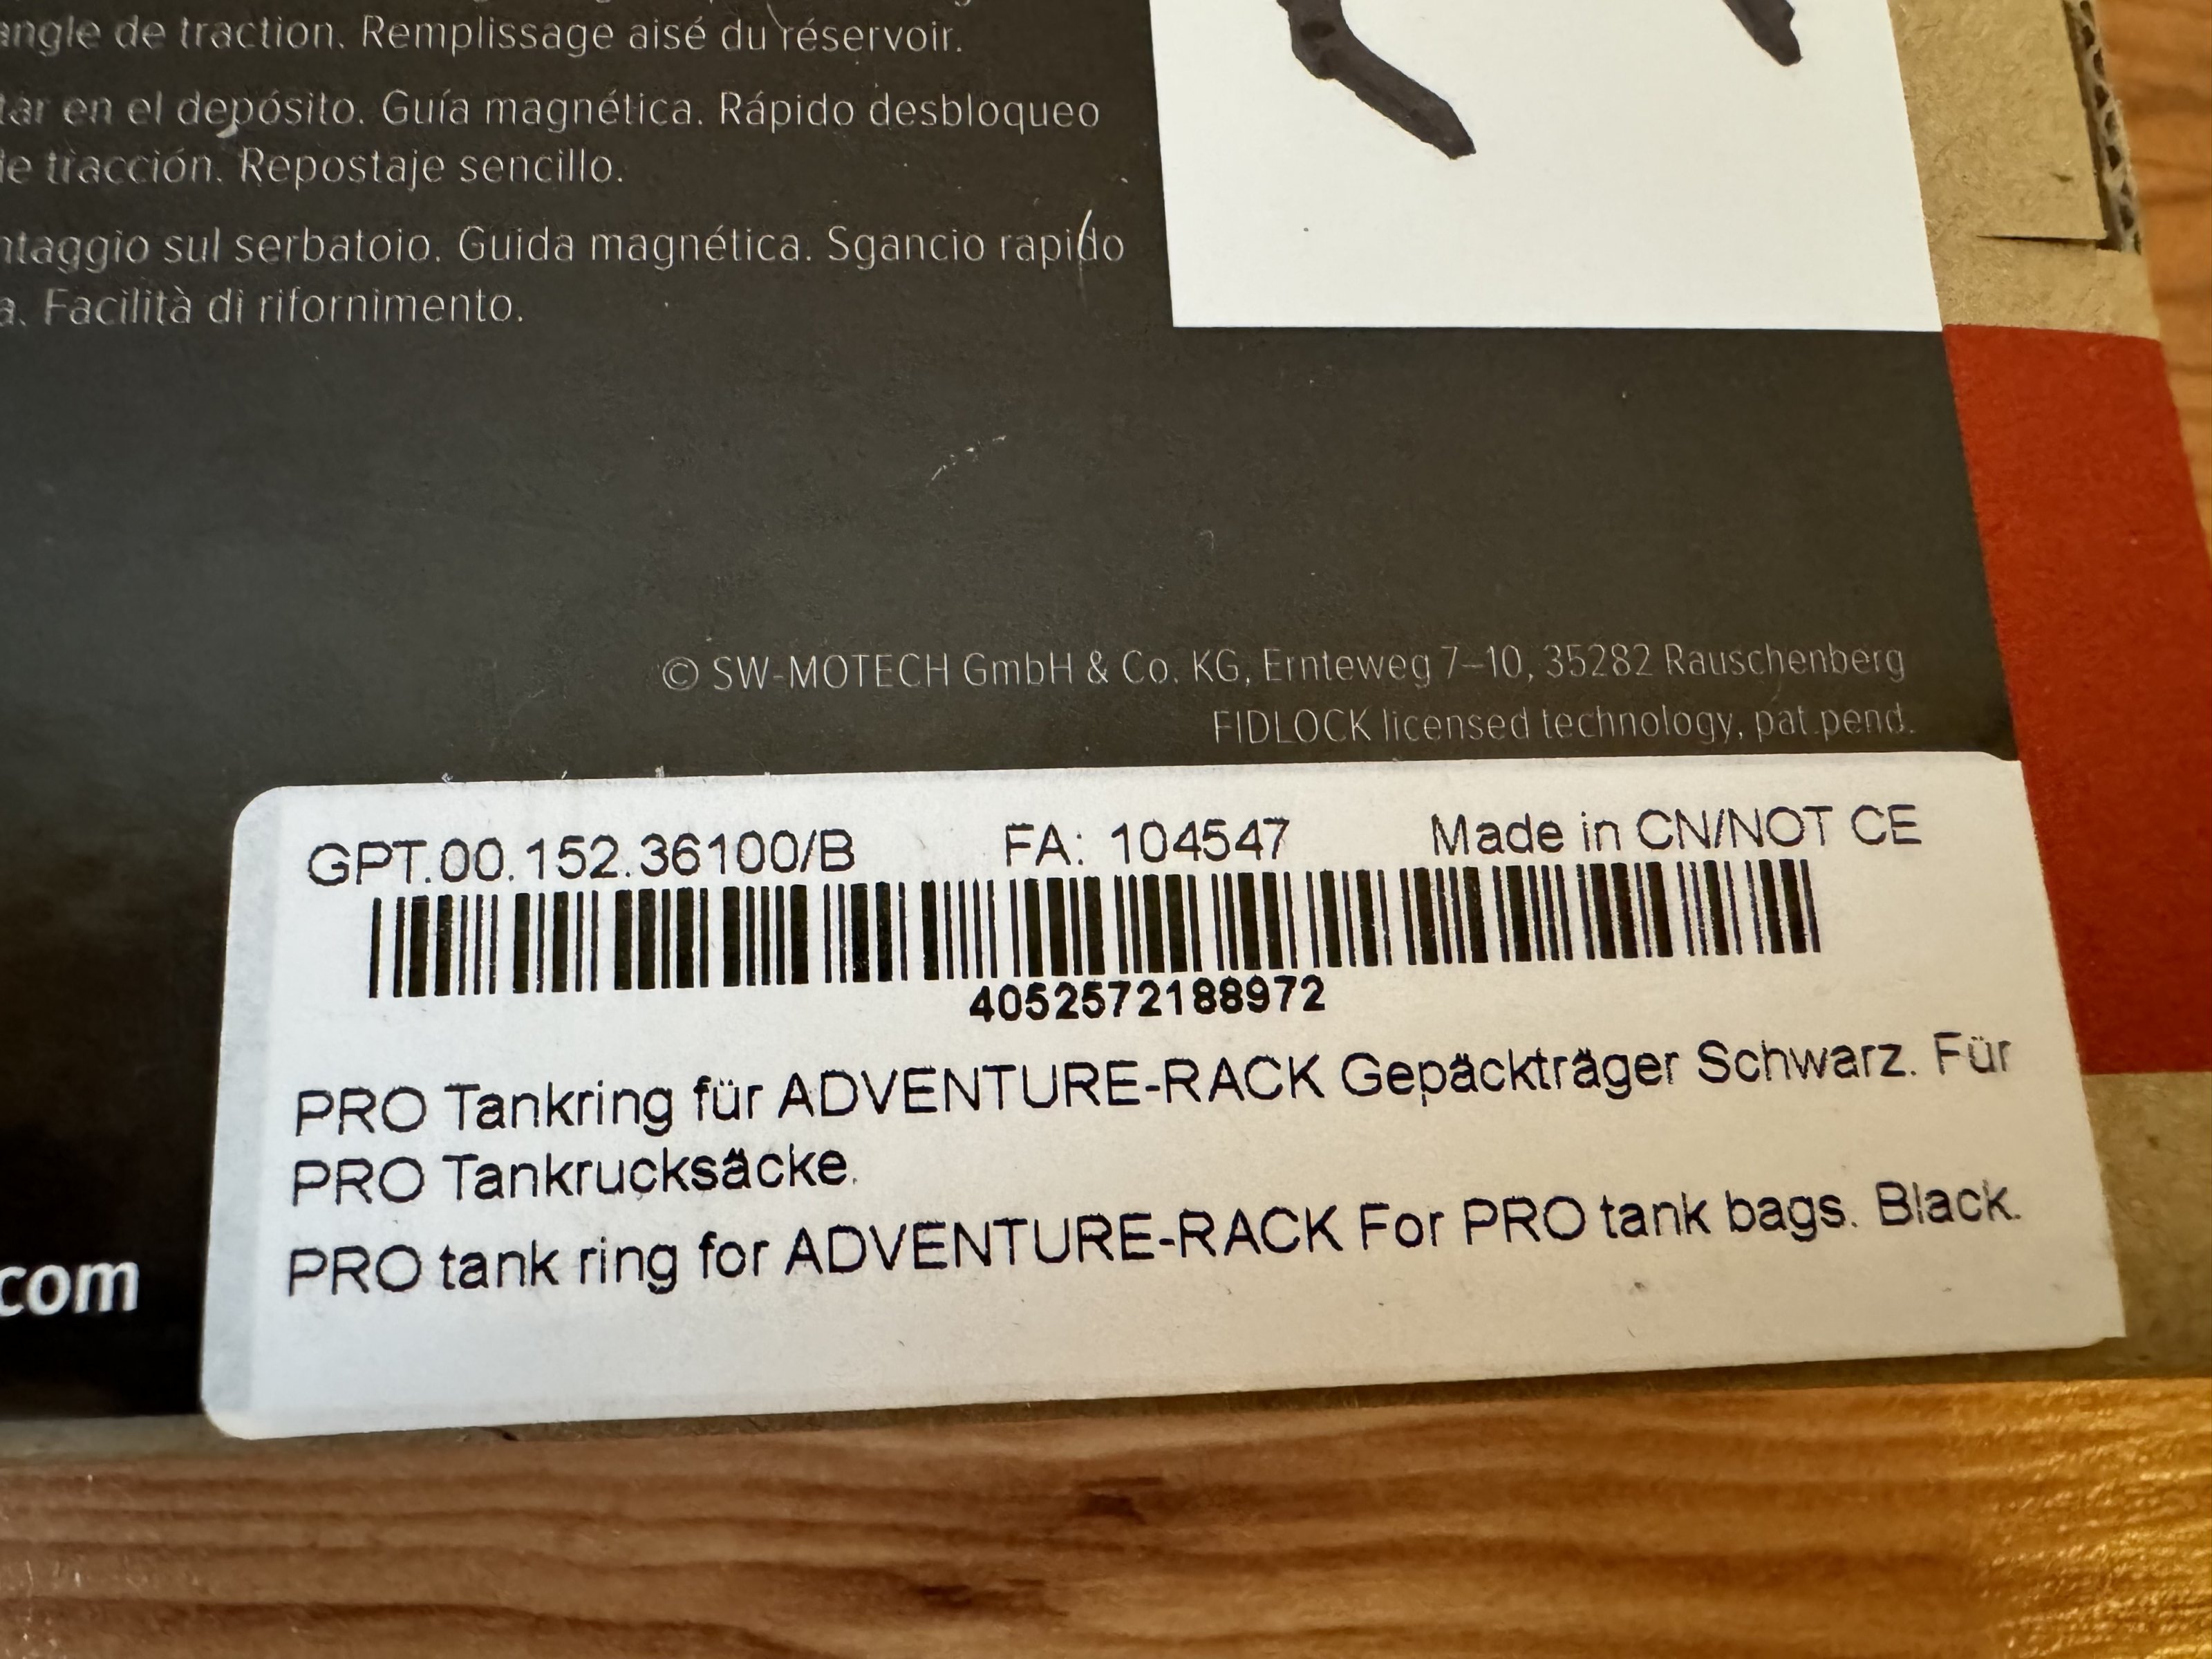 angle de traction. Remplissage aisé du réservoir.
tar en el depósito. Guía magnética. Rápido desbloqueo
de tracción. Repostaje sencillo.
ntaggio sul serbatoio. Guida magnética. Sgancio rapido
a. Facilità di rifornimento.
© SW-MOTECH GmbH & Co. KG, Ernteweg 7–10, 35282 Rauschenberg
FIDLOCK licensed technology, pat.pend.
GPT.00.152.36100/B FA: 104547 Made in CN/NOT CE
4052572188972
PRO Tankring für ADVENTURE-RACK Gepäckträger Schwarz. Für
PRO Tankrucksäcke.
PRO tank ring for ADVENTURE-RACK For PRO tank bags. Black.
.com